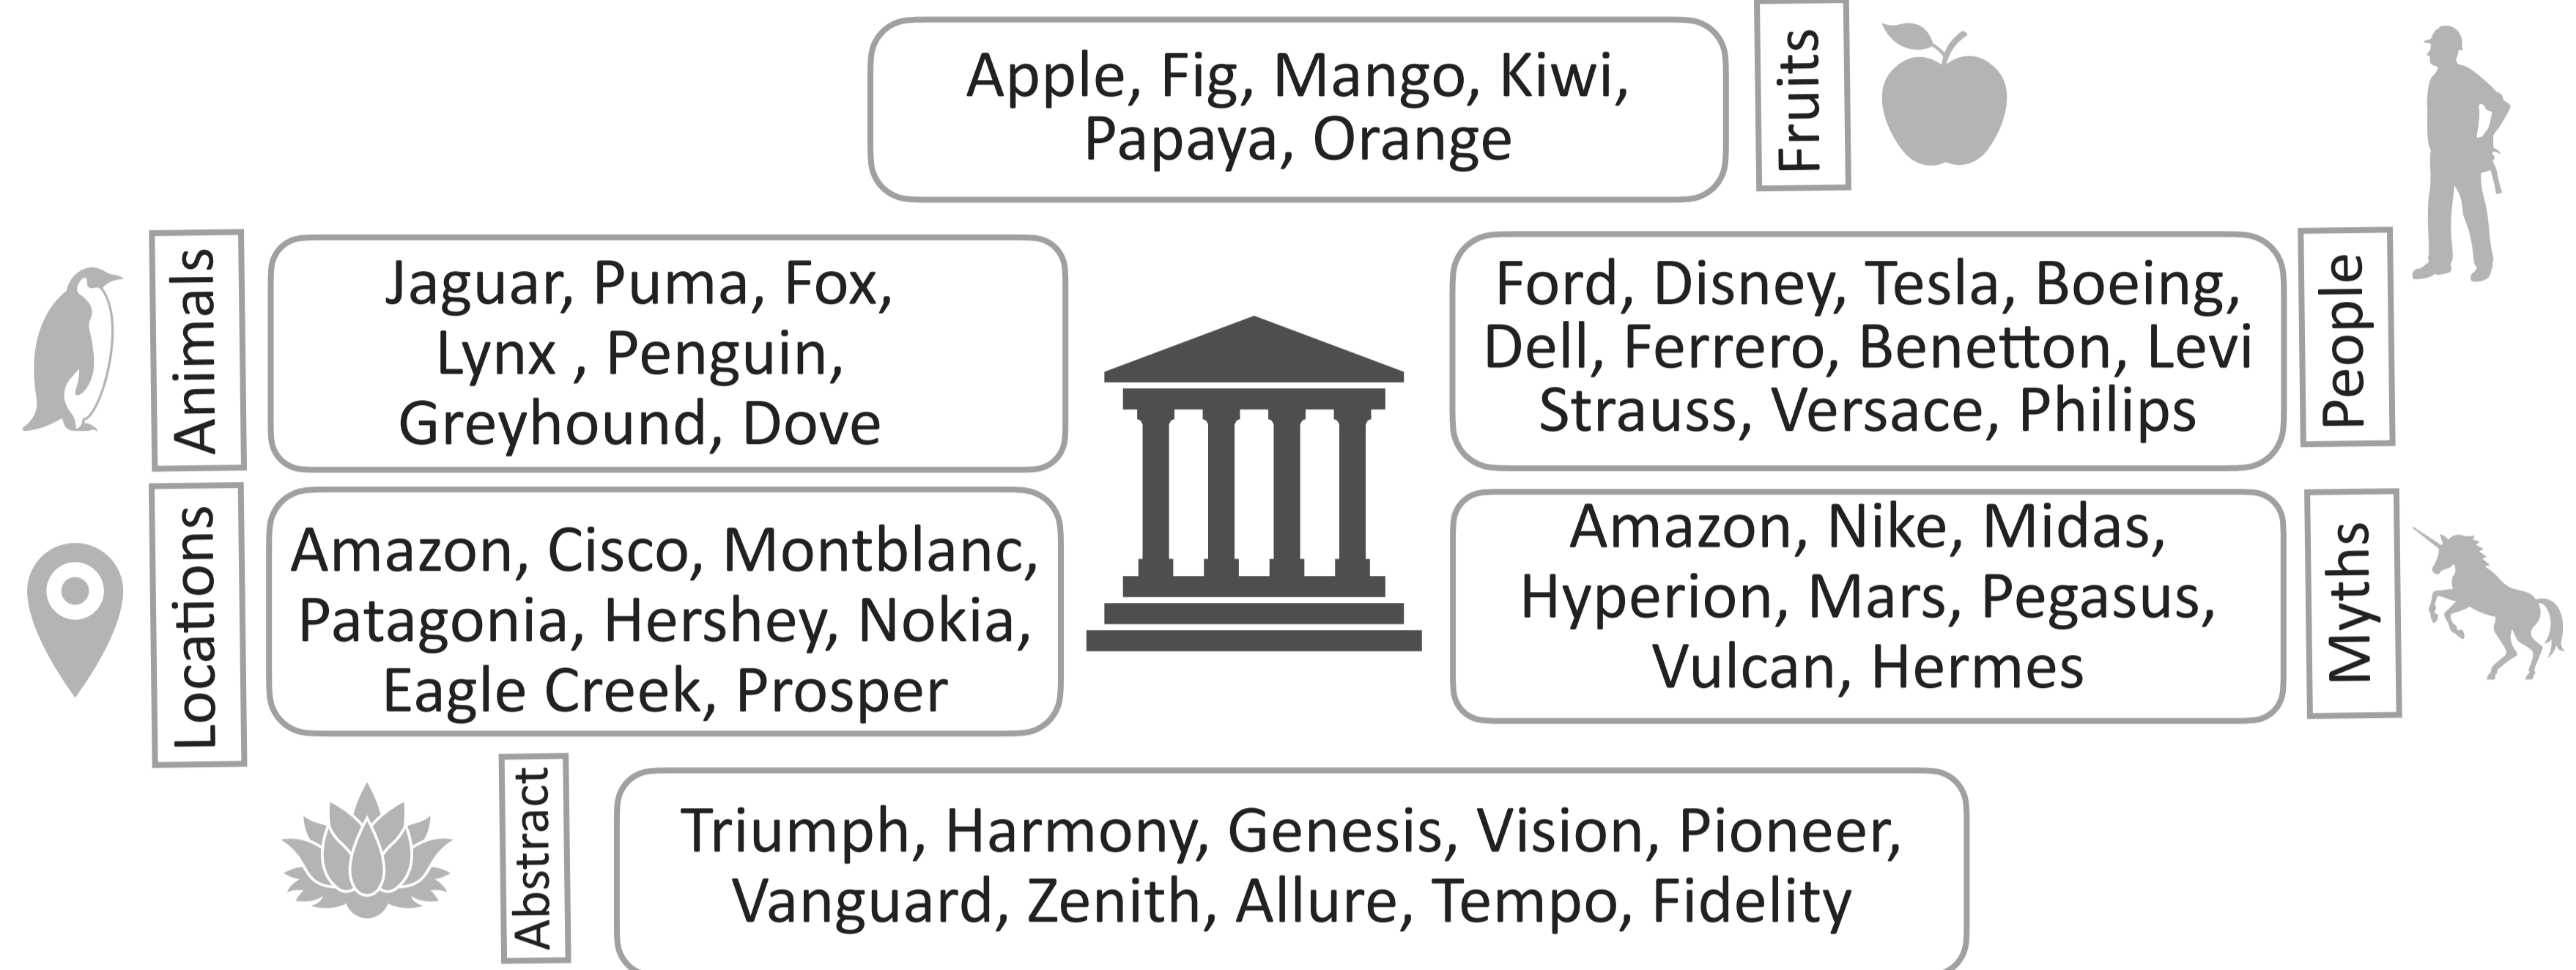 Apple, Fig, Mango, Kiwi,
Papaya, Orange
Fruits
Animals
Jaguar, Puma, Fox,
Lynx , Penguin,
Greyhound, Dove
Ford, Disney, Tesla, Boeing,
Dell, Ferrero, Benetton, Levi
Strauss, Versace, Philips
People
Locations
Amazon, Cisco, Montblanc,
Patagonia, Hershey, Nokia,
Eagle Creek, Prosper
Amazon, Nike, Midas,
Hyperion, Mars, Pegasus,
Vulcan, Hermes
Myths
Abstract
Triumph, Harmony, Genesis, Vision, Pioneer,
Vanguard, Zenith, Allure, Tempo, Fidelity